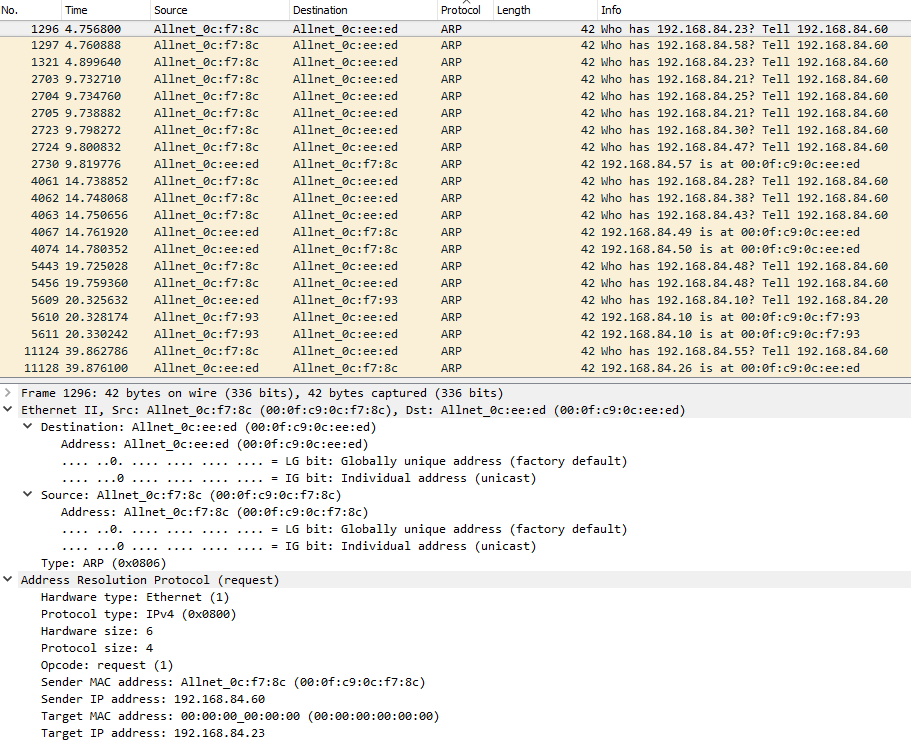 No. Time Source Destination Protocol Length Info
1296 4.756800 Allnet_0c:f7:8c Allnet_0c:ee:ed ARP 42 Who has 192.168.84.23? Tell 192.168.84.60
1297 4.760888 Allnet_0c:f7:8c Allnet_0c:ee:ed ARP 42 Who has 192.168.84.58? Tell 192.168.84.60
1321 4.899640 Allnet_0c:f7:8c Allnet_0c:ee:ed ARP 42 Who has 192.168.84.23? Tell 192.168.84.60
2703 9.732710 Allnet_0c:f7:8c Allnet_0c:ee:ed ARP 42 Who has 192.168.84.21? Tell 192.168.84.60
2704 9.734760 Allnet_0c:f7:8c Allnet_0c:ee:ed ARP 42 Who has 192.168.84.25? Tell 192.168.84.60
2705 9.738882 Allnet_0c:f7:8c Allnet_0c:ee:ed ARP 42 Who has 192.168.84.21? Tell 192.168.84.60
2723 9.798272 Allnet_0c:f7:8c Allnet_0c:ee:ed ARP 42 Who has 192.168.84.30? Tell 192.168.84.60
2724 9.800832 Allnet_0c:f7:8c Allnet_0c:ee:ed ARP 42 Who has 192.168.84.47? Tell 192.168.84.60
2730 9.819776 Allnet_0c:ee:ed Allnet_0c:f7:8c ARP 42 192.168.84.57 is at 00:0f:c9:0c:ee:ed
4061 14.738852 Allnet_0c:f7:8c Allnet_0c:ee:ed ARP 42 Who has 192.168.84.28? Tell 192.168.84.60
4062 14.748068 Allnet_0c:f7:8c Allnet_0c:ee:ed ARP 42 Who has 192.168.84.38? Tell 192.168.84.60
4063 14.750656 Allnet_0c:f7:8c Allnet_0c:ee:ed ARP 42 Who has 192.168.84.43? Tell 192.168.84.60
4067 14.761920 Allnet_0c:ee:ed Allnet_0c:f7:8c ARP 42 192.168.84.49 is at 00:0f:c9:0c:ee:ed
4074 14.780352 Allnet_0c:ee:ed Allnet_0c:f7:8c ARP 42 192.168.84.50 is at 00:0f:c9:0c:ee:ed
5443 19.725028 Allnet_0c:f7:8c Allnet_0c:ee:ed ARP 42 Who has 192.168.84.48? Tell 192.168.84.60
5456 19.759360 Allnet_0c:f7:8c Allnet_0c:ee:ed ARP 42 Who has 192.168.84.48? Tell 192.168.84.60
5609 20.325632 Allnet_0c:ee:ed Allnet_0c:f7:93 ARP 42 Who has 192.168.84.10? Tell 192.168.84.20
5610 20.328174 Allnet_0c:f7:93 Allnet_0c:ee:ed ARP 42 192.168.84.10 is at 00:0f:c9:0c:f7:93
5611 20.330242 Allnet_0c:f7:93 Allnet_0c:ee:ed ARP 42 192.168.84.10 is at 00:0f:c9:0c:f7:93
11124 39.862786 Allnet_0c:f7:8c Allnet_0c:ee:ed ARP 42 Who has 192.168.84.55? Tell 192.168.84.60
11128 39.876100 Allnet_0c:ee:ed Allnet_0c:f7:8c ARP 42 192.168.84.26 is at 00:0f:c9:0c:ee:ed
Frame 1296: 42 bytes on wire (336 bits), 42 bytes captured (336 bits)
Ethernet II, Src: Allnet_0c:f7:8c (00:0f:c9:0c:f7:8c), Dst: Allnet_0c:ee:ed (00:0f:c9:0c:ee:ed)
Destination: Allnet_0c:ee:ed (00:0f:c9:0c:ee:ed)
Address: Allnet_0c:ee:ed (00:0f:c9:0c:ee:ed)
.... ..0. .... .... .... .... = LG bit: Globally unique address (factory default)
.... ...0 .... .... .... .... = IG bit: Individual address (unicast)
Source: Allnet_0c:f7:8c (00:0f:c9:0c:f7:8c)
Address: Allnet_0c:f7:8c (00:0f:c9:0c:f7:8c)
.... ..0. .... .... .... .... = LG bit: Globally unique address (factory default)
.... ...0 .... .... .... .... = IG bit: Individual address (unicast)
Type: ARP (0x0806)
Address Resolution Protocol (request)
Hardware type: Ethernet (1)
Protocol type: IPv4 (0x0800)
Hardware size: 6
Protocol size: 4
Opcode: request (1)
Sender MAC address: Allnet_0c:f7:8c (00:0f:c9:0c:f7:8c)
Sender IP address: 192.168.84.60
Target MAC address: 00:00:00_00:00:00 (00:00:00:00:00:00)
Target IP address: 192.168.84.23